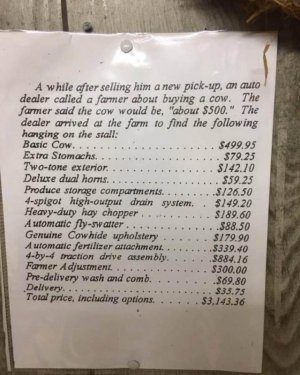 A while after selling him a new pick-up, an auto
dealer called a farmer about buying a cow. The
farmer said the cow would be, "about $500." The
dealer arrived at the farm to find the following
hanging on the stall:
Basic Cow. . . . . . . . . . . . . . . . $499.95
Extra Stomachs. . . . . . . . . . . . . $79.25
Two-tone exterior. . . . . . . . . . . . $142.10
Deluxe dual horns. . . . . . . . . . . . $59.25
Produce storage compartments. . . . . . $126.50
4-spigot high-output drain system. . . $149.20
Heavy-duty hay chopper . . . . . . . . $189.60
Automatic fly-swatter . . . . . . . . . $88.50
Genuine Cowhide upholstery . . . . . . $179.90
Automatic fertilizer attachment. . . . . $339.40
4-by-4 traction drive assembly. . . . . $884.16
Farmer Adjustment. . . . . . . . . . . $300.00
Pre-delivery wash and comb. . . . . . . $69.80
Delivery. . . . . . . . . . . . . . . . $35.75
Total price, including options. . . . . $3,143.36